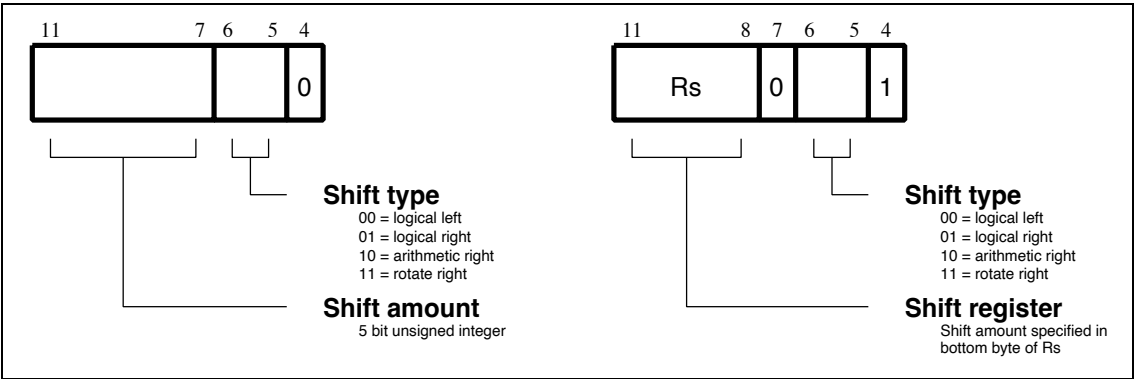 11 7 6 5 4
0
Shift type
00 = logical left
01 = logical right
10 = arithmetic right
11 = rotate right
Shift amount
5 bit unsigned integer
11 8 7 6 5 4
Rs 0 1
Shift type
00 = logical left
01 = logical right
10 = arithmetic right
11 = rotate right
Shift register
Shift amount specified in
bottom byte of Rs